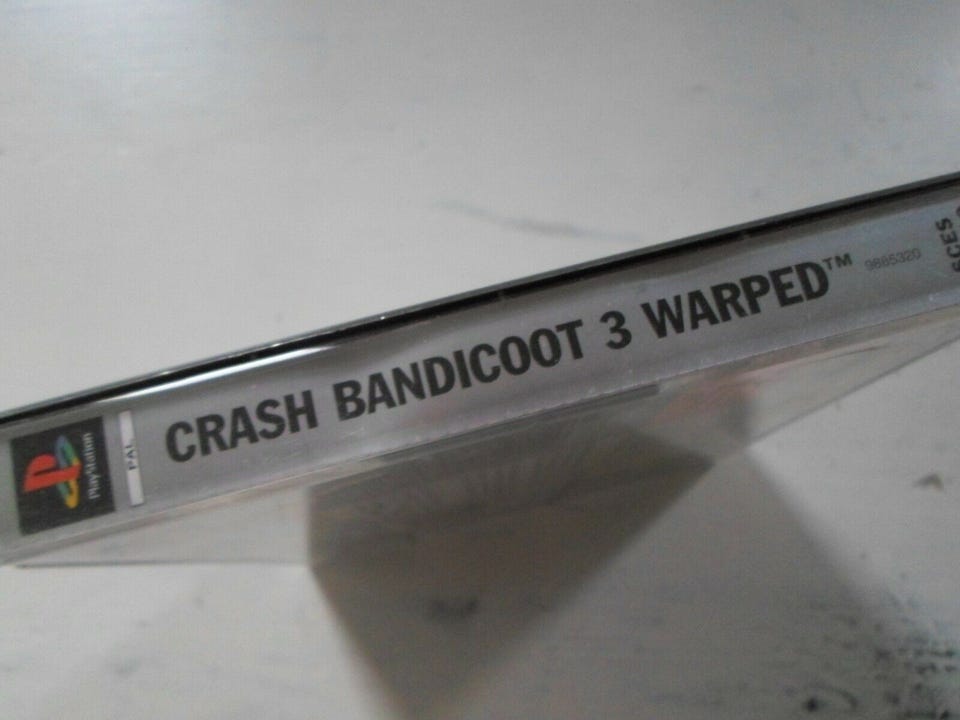 PlayStation
PAL
CRASH BANDICOOT 3 WARPED™
9885320
SCES